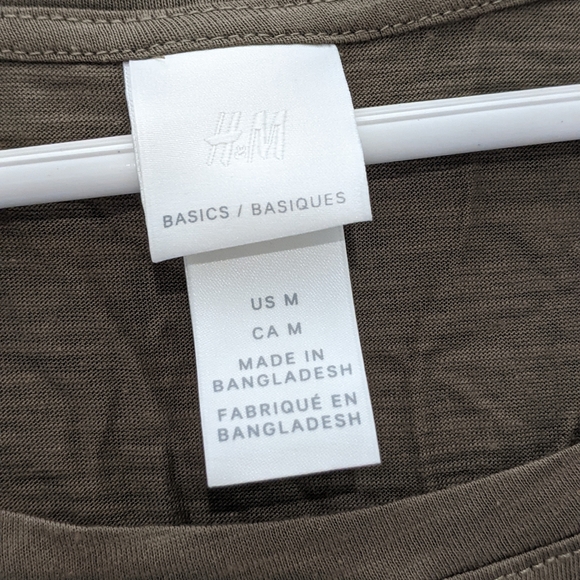 H&M
BASICS / BASIQUES
US M
CA M
MADE IN
BANGLADESH
FABRIQUÉ EN
BANGLADESH